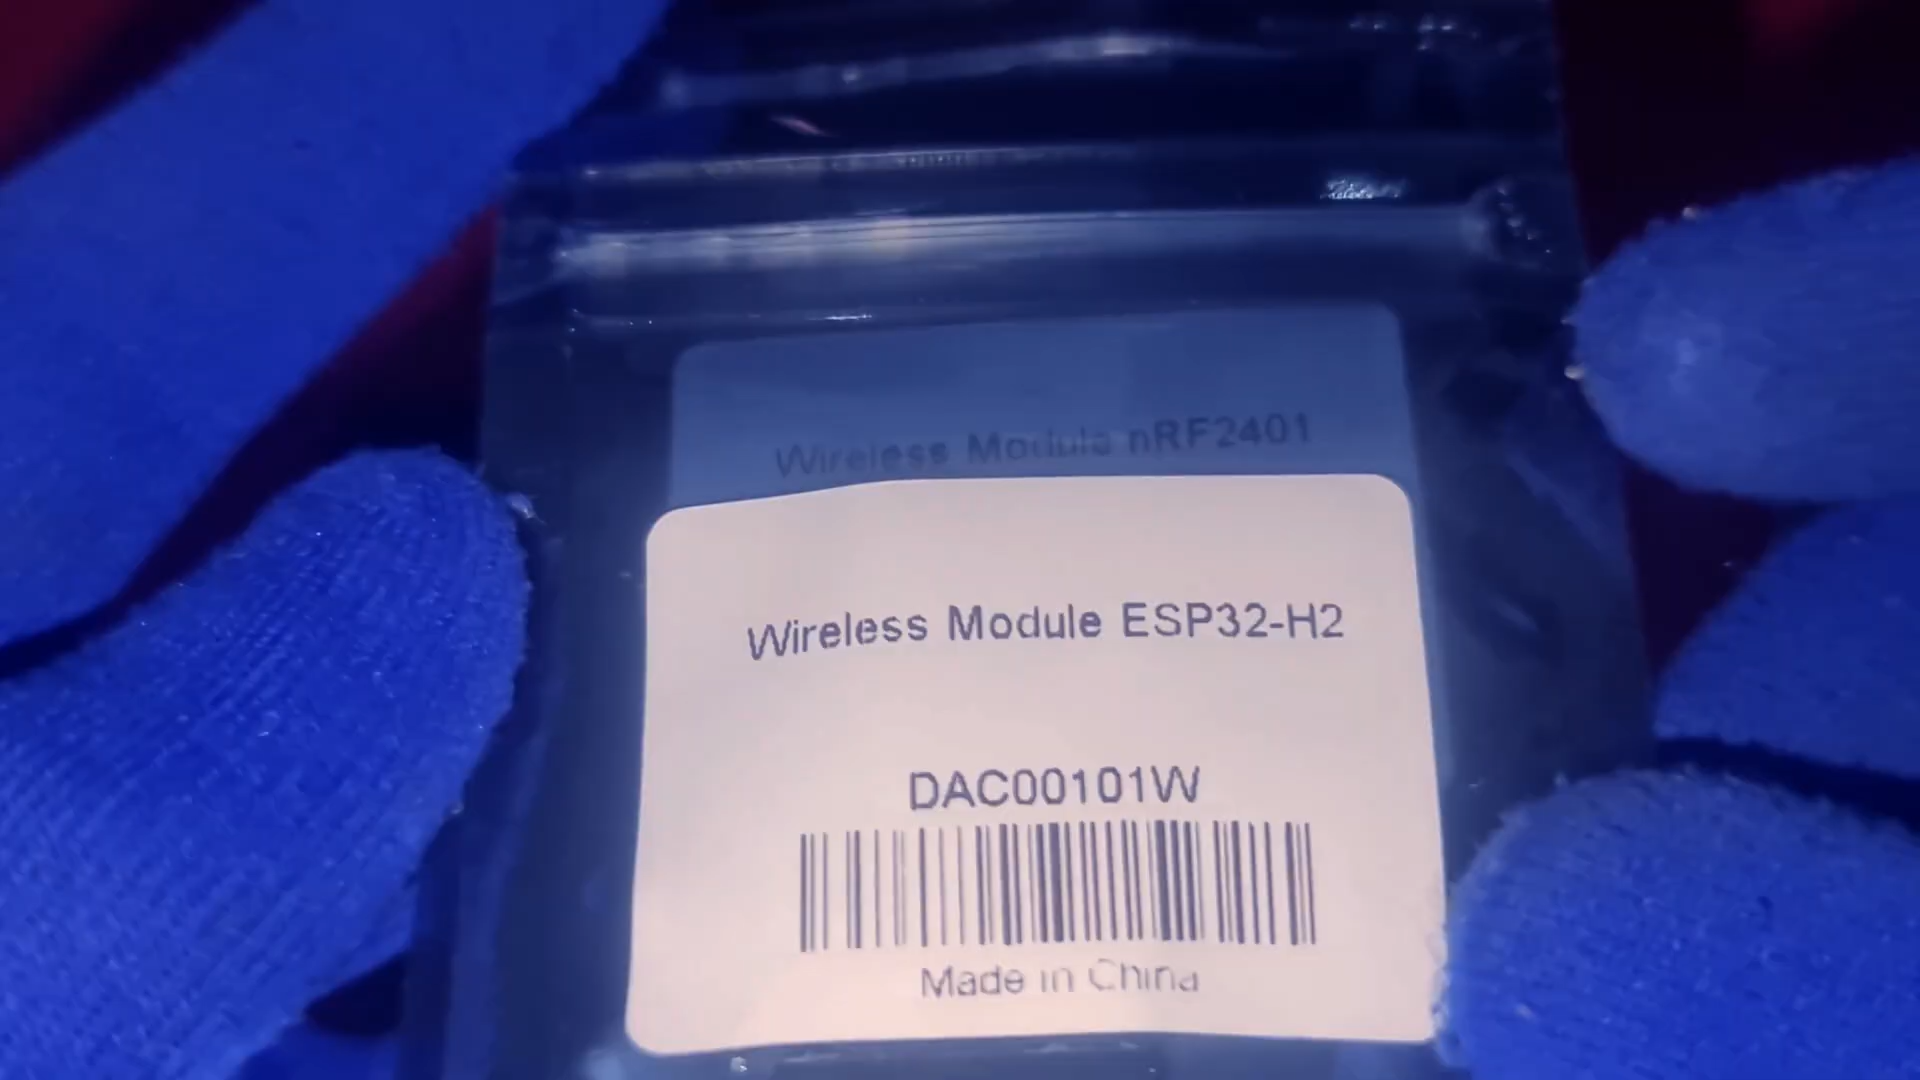 Wireless Module nRF2401
Wireless Module ESP32-H2
DAC00101W
Made in China